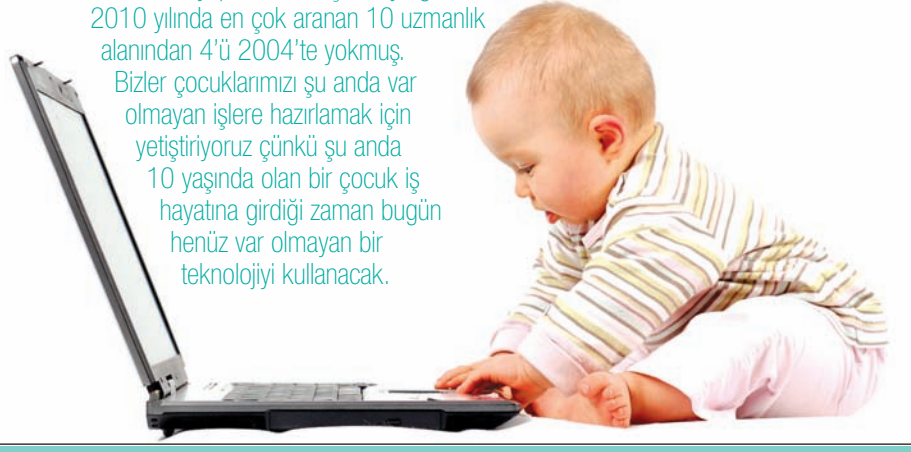 2010 yılında en çok aranan 10 uzmanlık
alanından 4’ü 2004’te yokmuş.
Bizler çocuklarımızı şu anda var
olmayan işlere hazırlamak için
yetiştiriyoruz çünkü şu anda
10 yaşında olan bir çocuk iş
hayatına girdiği zaman bugün
henüz var olmayan bir
teknolojiyi kullanacak.